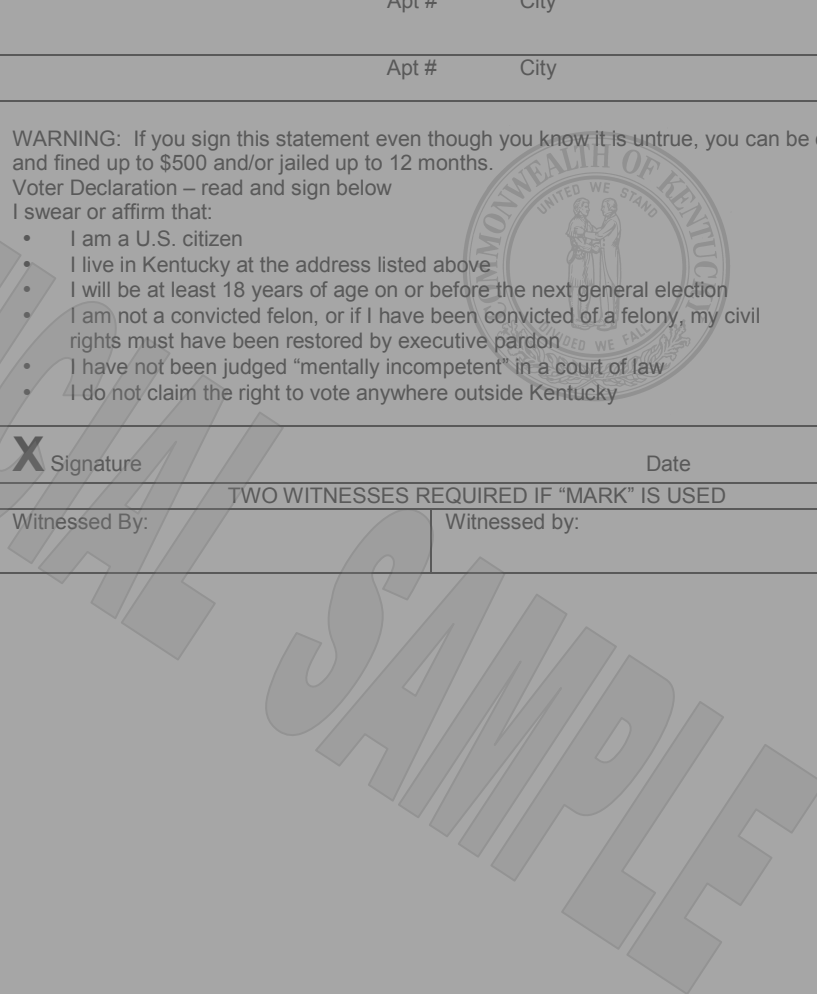 Apt # City
Apt # City
WARNING: If you sign this statement even though you know it is untrue, you can be
and fined up to $500 and/or jailed up to 12 months.
Voter Declaration – read and sign below
I swear or affirm that:
• I am a U.S. citizen
• I live in Kentucky at the address listed above
• I will be at least 18 years of age on or before the next general election
• I am not a convicted felon, or if I have been convicted of a felony, my civil
rights must have been restored by executive pardon
• I have not been judged “mentally incompetent” in a court of law
• I do not claim the right to vote anywhere outside Kentucky
COMMONWEALTH OF KENTUCKY
UNITED WE STAND
DIVIDED WE FALL
X Signature Date
TWO WITNESSES REQUIRED IF “MARK” IS USED
Witnessed By: Witnessed by:
SAMPLE